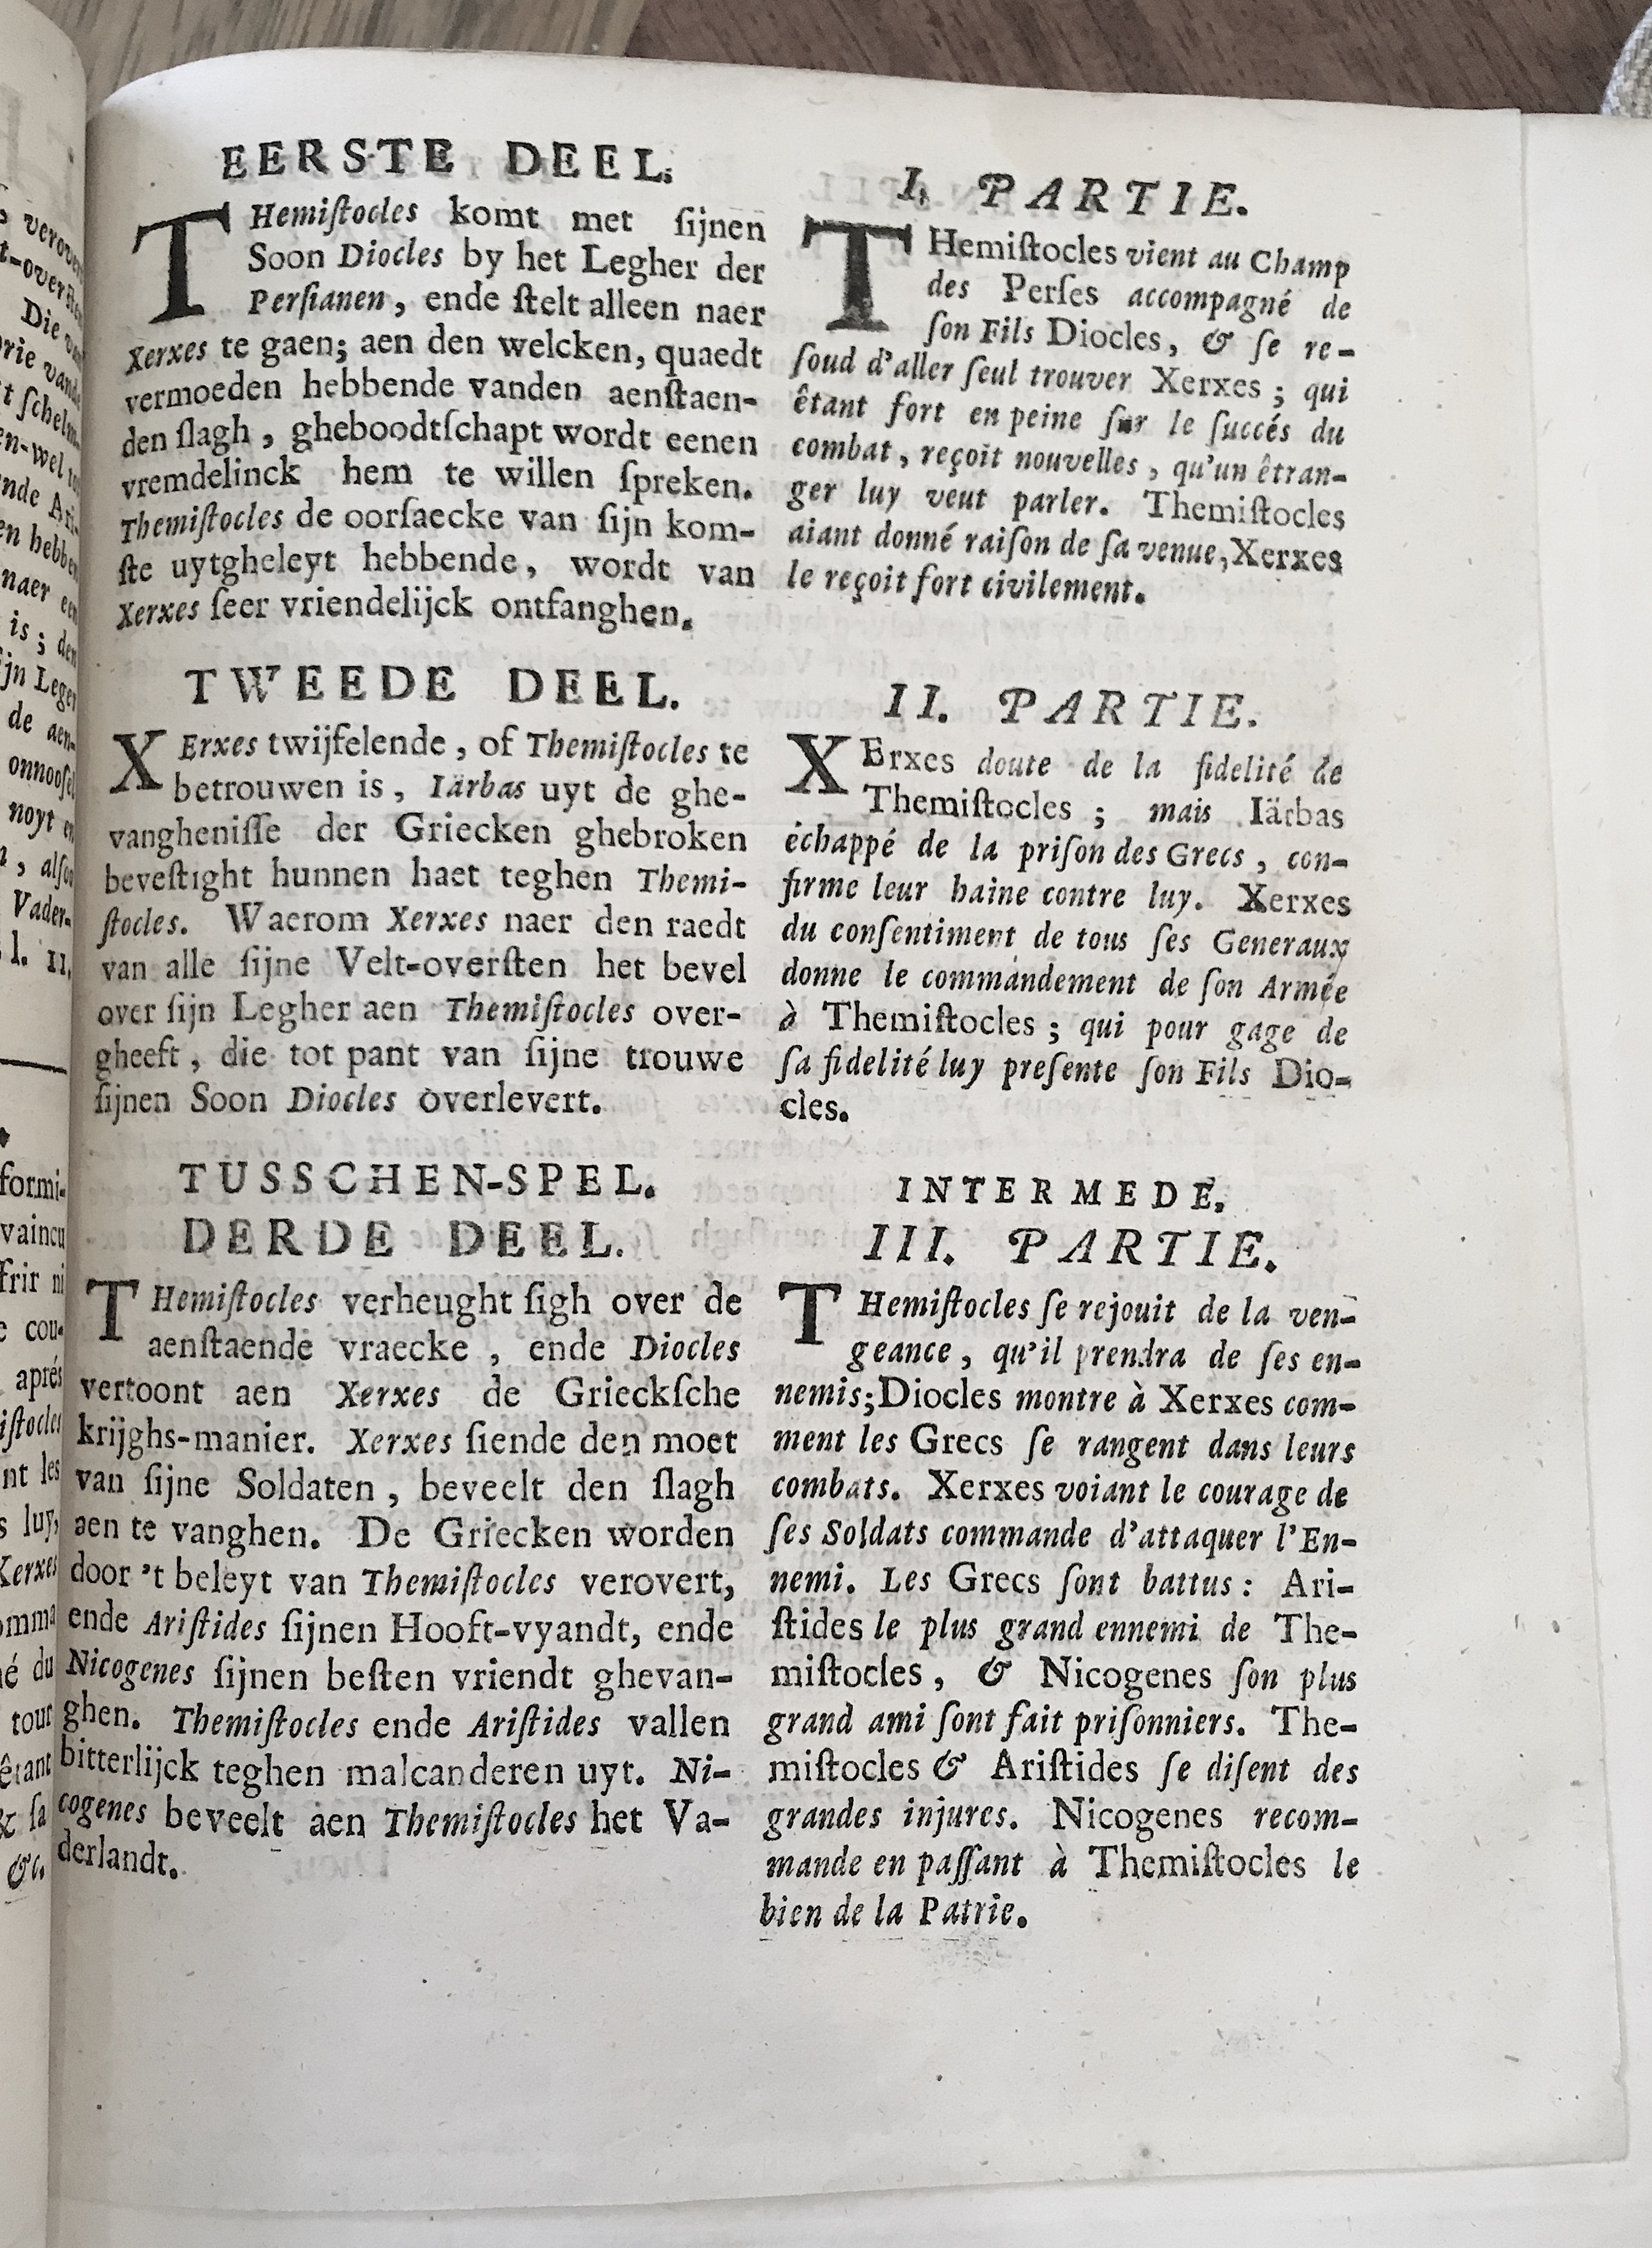 EERSTE DEEL.
THemiſtocles komt met ſijnen
Soon Diocles by het Legher der
Perſianen, ende ſtelt alleen naer
Xerxes te gaen; aen den welcken, quaedt
vermoeden hebbende vanden aenſtaen-
den ſlagh, gheboodtſchapt wordt eenen
vremdelinck hem te willen ſpreken.
Themiſtocles de oorſaecke van ſijn kom-
ſte uytgheleyt hebbende, wordt van
Xerxes ſeer vriendelijck ontfanghen.
TWEEDE DEEL.
XErxes twijfelende, of Themiſtocles te
betrouwen is, Iärbas uyt de ghe-
vangheniſſe der Griecken ghebroken
beveſtight hunnen haet teghen Themi-
ſtocles. Waerom Xerxes naer den raedt
van alle ſijne Velt-overſten het bevel
over ſijn Legher aen Themiſtocles over-
gheeft, die tot pant van ſijne trouwe
ſijnen Soon Diocles overlevert.
TUSSCHEN-SPEL.
DERDE DEEL.
THemiſtocles verheught ſigh over de
aenſtaende vraecke, ende Diocles
vertoont aen Xerxes de Grieckſche
krijghs-manier. Xerxes ſiende den moet
van ſijne Soldaten, beveelt den ſlagh
aen te vanghen. De Griecken worden
door 't beleyt van Themiſtocles verovert,
ende Ariſtides ſijnen Hooft-vyandt, ende
Nicogenes ſijnen beſten vriendt ghevan-
ghen. Themiſtocles ende Ariſtides vallen
bitterlijck teghen malcanderen uyt. Ni-
cogenes beveelt aen Themiſtocles het Va-
derlandt.
I. PARTIE.
THemiſtocles vient au Champ
des Perſes accompagné de
ſon Fils Diocles, & ſe re-
ſoud d'aller ſeul trouver Xerxes; qui
êtant fort en peine ſur le ſuccés du
combat, reçoit nouvelles, qu'un êtran-
ger luy veut parler. Themiſtocles
aiant donné raiſon de ſa venue, Xerxes
le reçoit fort civilement.
II. PARTIE.
XErxes doute de la fidelité de
Themiſtocles; mais Iärbas
échappé de la priſon des Grecs, con-
firme leur haine contre luy. Xerxes
du conſentiment de tous ſes Generaux
donne le commandement de ſon Armée
à Themiſtocles; qui pour gage de
ſa fidelité luy preſente ſon Fils Dio-
cles.
INTERMEDE.
III. PARTIE.
THemiſtocles ſe rejouit de la ven-
geance, qu'il prendra de ſes en-
nemis; Diocles montre à Xerxes com-
ment les Grecs ſe rangent dans leurs
combats. Xerxes voiant le courage de
ſes Soldats commande d'attaquer l'En-
nemi. Les Grecs ſont battus: Ari-
ſtides le plus grand ennemi de The-
miſtocles, & Nicogenes ſon plus
grand ami ſont fait priſonniers. The-
miſtocles & Ariſtides ſe diſent des
grandes injures. Nicogenes recom-
mande en paſſant à Themiſtocles le
bien de la Patrie.